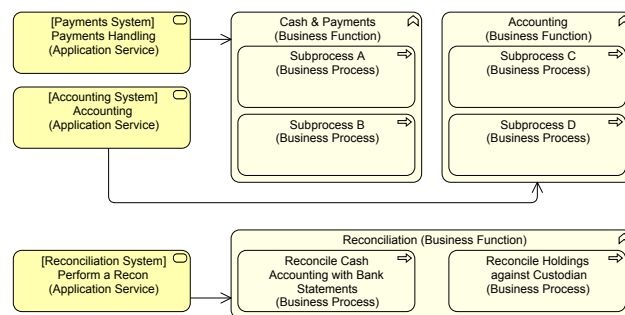 [Payments System]
Payments Handling
(Application Service)
Cash & Payments
(Business Function)
Subprocess A
(Business Process)
Subprocess B
(Business Process)
Accounting
(Business Function)
Subprocess C
(Business Process)
Subprocess D
(Business Process)
[Accounting System]
Accounting
(Application Service)
[Reconciliation System]
Perform a Recon
(Application Service)
Reconciliation (Business Function)
Reconcile Cash
Accounting with Bank
Statements
(Business Process)
Reconcile Holdings
against Custodian
(Business Process)